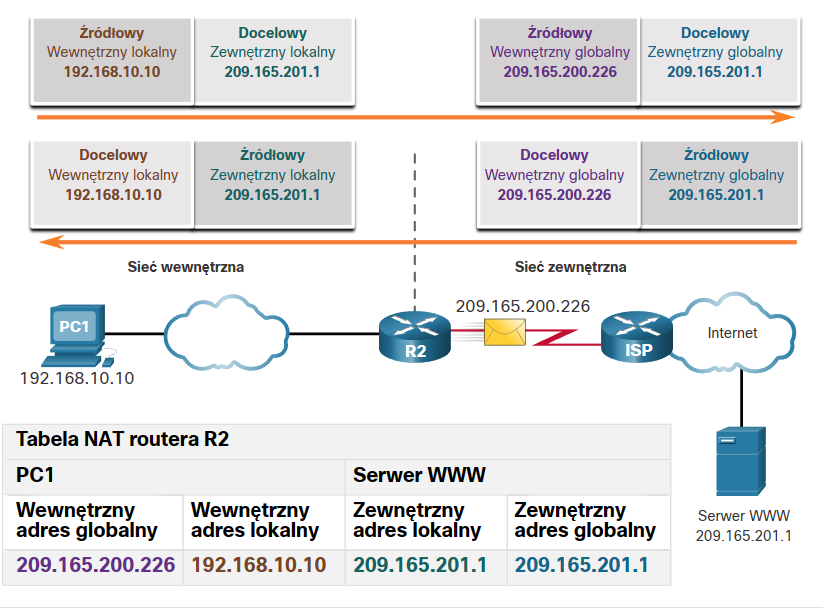 Źródłowy
Wewnętrzny lokalny
192.168.10.10
Docelowy
Zewnętrzny lokalny
209.165.201.1
Źródłowy
Wewnętrzny globalny
209.165.200.226
Docelowy
Zewnętrzny globalny
209.165.201.1
Docelowy
Wewnętrzny lokalny
192.168.10.10
Źródłowy
Zewnętrzny lokalny
209.165.201.1
Docelowy
Wewnętrzny globalny
209.165.200.226
Źródłowy
Zewnętrzny globalny
209.165.201.1
Sieć wewnętrzna
Sieć zewnętrzna
PC1
192.168.10.10
R2
209.165.200.226
ISP
Internet
Serwer WWW
209.165.201.1
Tabela NAT routera R2
PC1
Serwer WWW
Wewnętrzny
adres globalny
Wewnętrzny
adres lokalny
Zewnętrzny
adres lokalny
Zewnętrzny
adres globalny
209.165.200.226
192.168.10.10
209.165.201.1
209.165.201.1